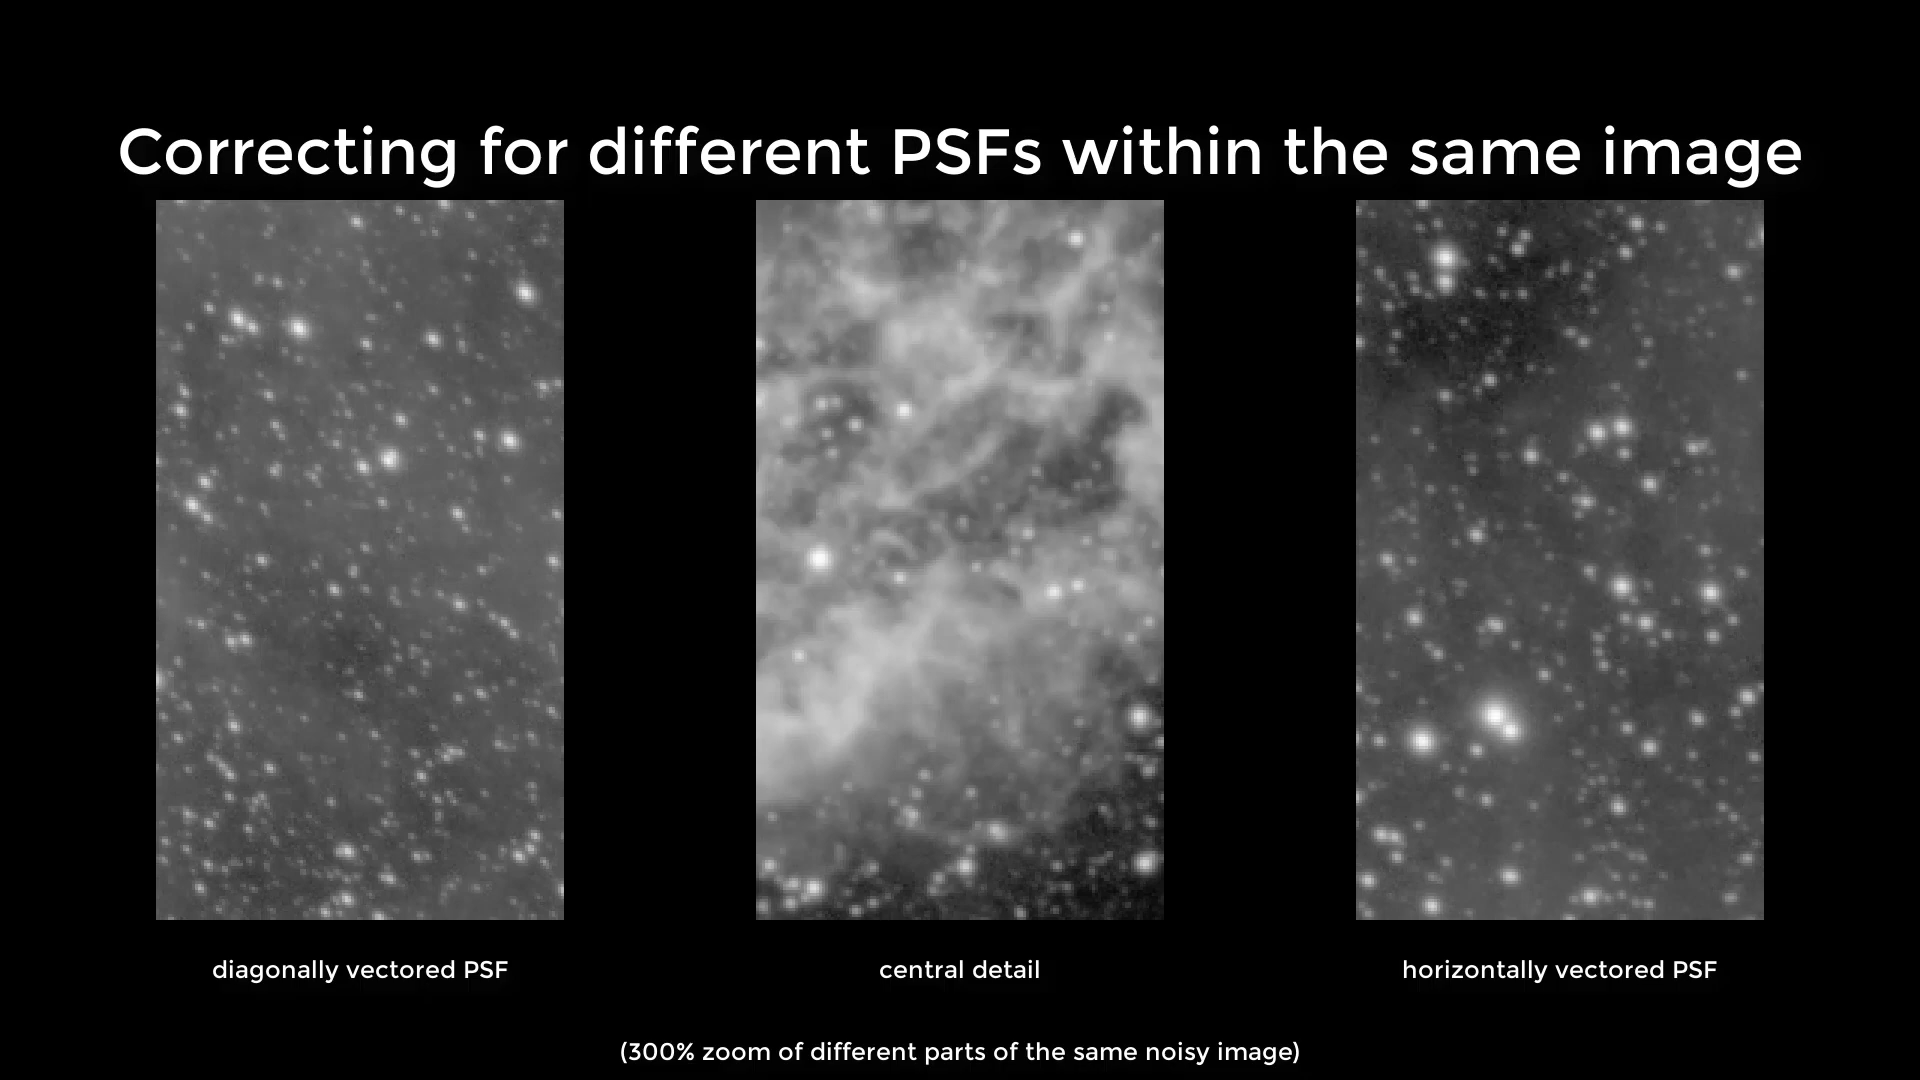 Correcting for different PSFs within the same image
diagonally vectored PSF
central detail
horizontally vectored PSF
(300% zoom of different parts of the same noisy image)